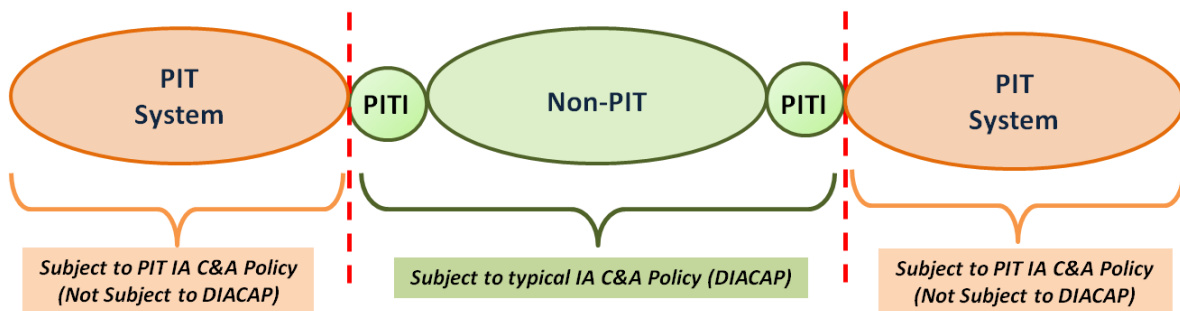 PIT
System
PITI
Non-PIT
PITI
PIT
System
Subject to PIT IA C&A Policy
(Not Subject to DIACAP)
Subject to typical IA C&A Policy (DIACAP)
Subject to PIT IA C&A Policy
(Not Subject to DIACAP)